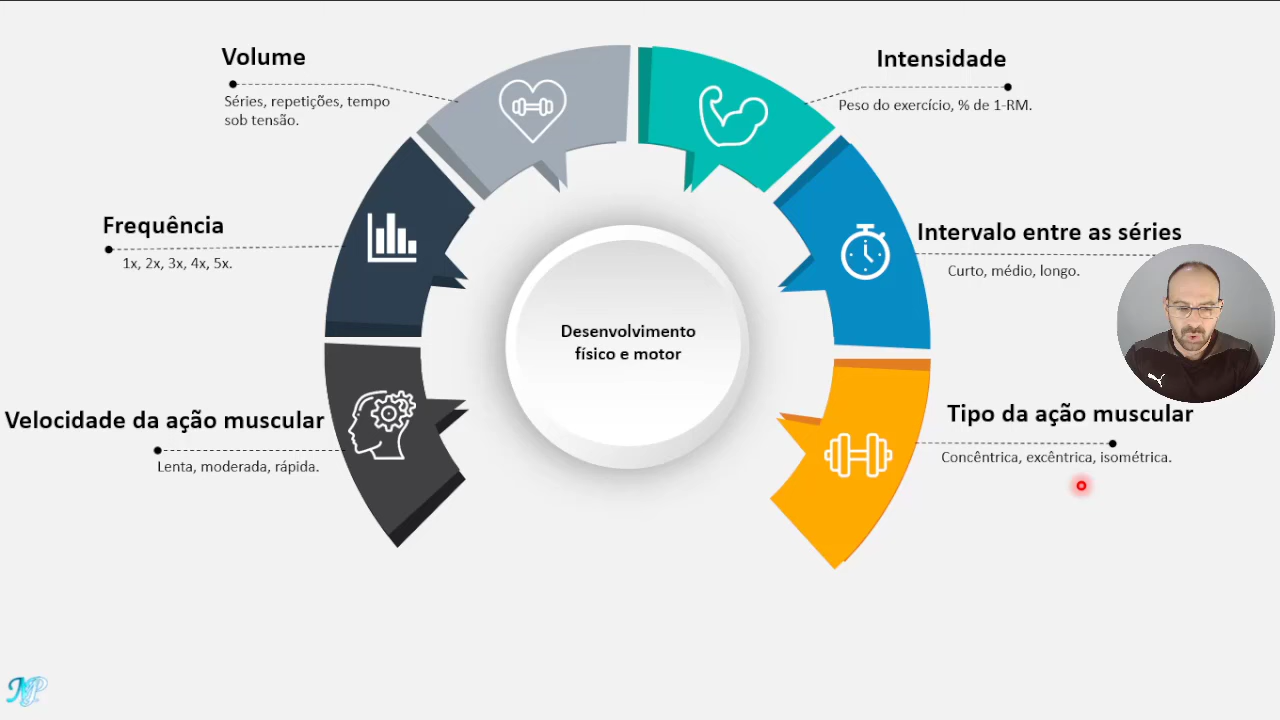 Volume
Séries, repetições, tempo
sob tensão.
Intensidade
Peso do exercício, % de 1-RM.
Frequência
1x, 2x, 3x, 4x, 5x.
Intervalo entre as séries
Curto, médio, longo.
Desenvolvimento
físico e motor
Velocidade da ação muscular
Lenta, moderada, rápida.
Tipo da ação muscular
Concêntrica, excêntrica, isométrica.